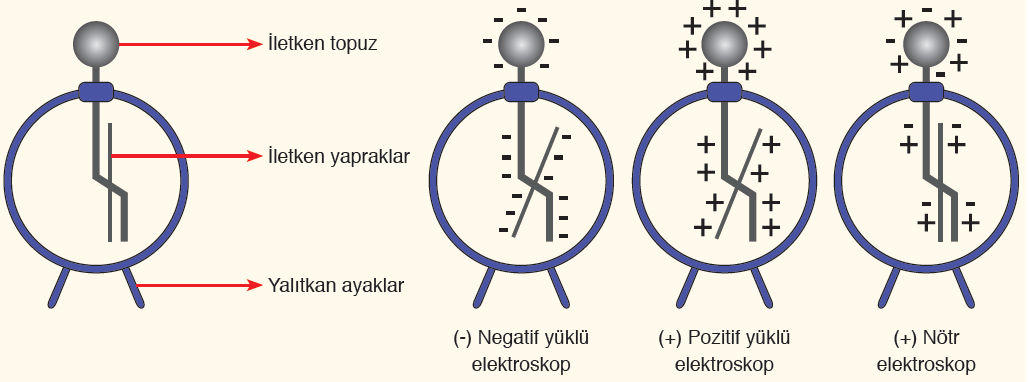 İletken topuz
İletken yapraklar
Yalıtkan ayaklar
(-) Negatif yüklü
elektroskop
(+) Pozitif yüklü
elektroskop
(+) Nötr
elektroskop